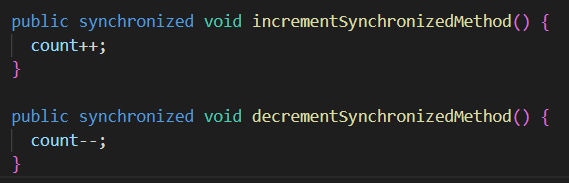 public synchronized void incrementSynchronizedMethod() {
  count++;
}
public synchronized void decrementSynchronizedMethod() {
  count--;
}